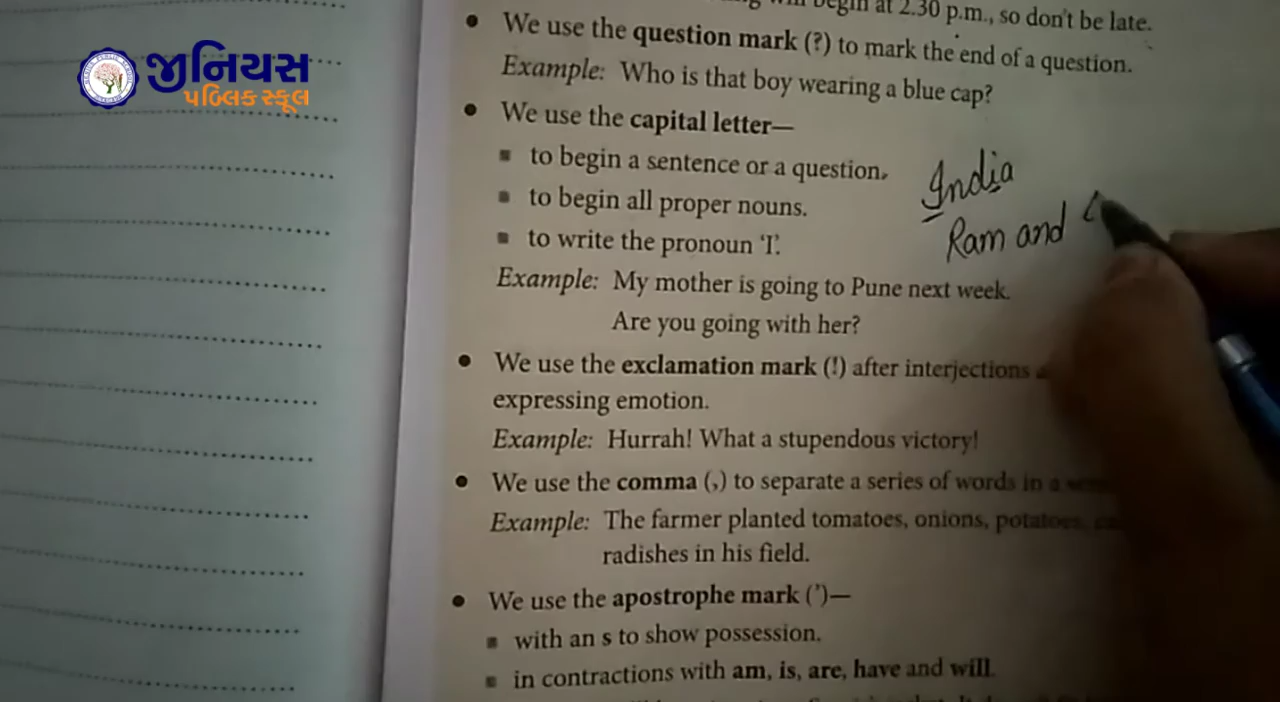 જીનિયસ
પબ્લિક સ્કૂલ
begin at 2.30 p.m., so don't be late.
• We use the question mark (?) to mark the end of a question.
Example: Who is that boy wearing a blue cap?
• We use the capital letter—
▪ to begin a sentence or a question.
▪ to begin all proper nouns.
▪ to write the pronoun ‘I’.
India
Ram and
Example: My mother is going to Pune next week.
Are you going with her?
• We use the exclamation mark (!) after interjections
expressing emotion.
Example: Hurrah! What a stupendous victory!
• We use the comma (,) to separate a series of words in a
Example: The farmer planted tomatoes, onions, potatoes,
radishes in his field.
• We use the apostrophe mark (’)—
▪ with an s to show possession.
▪ in contractions with am, is, are, have and will.